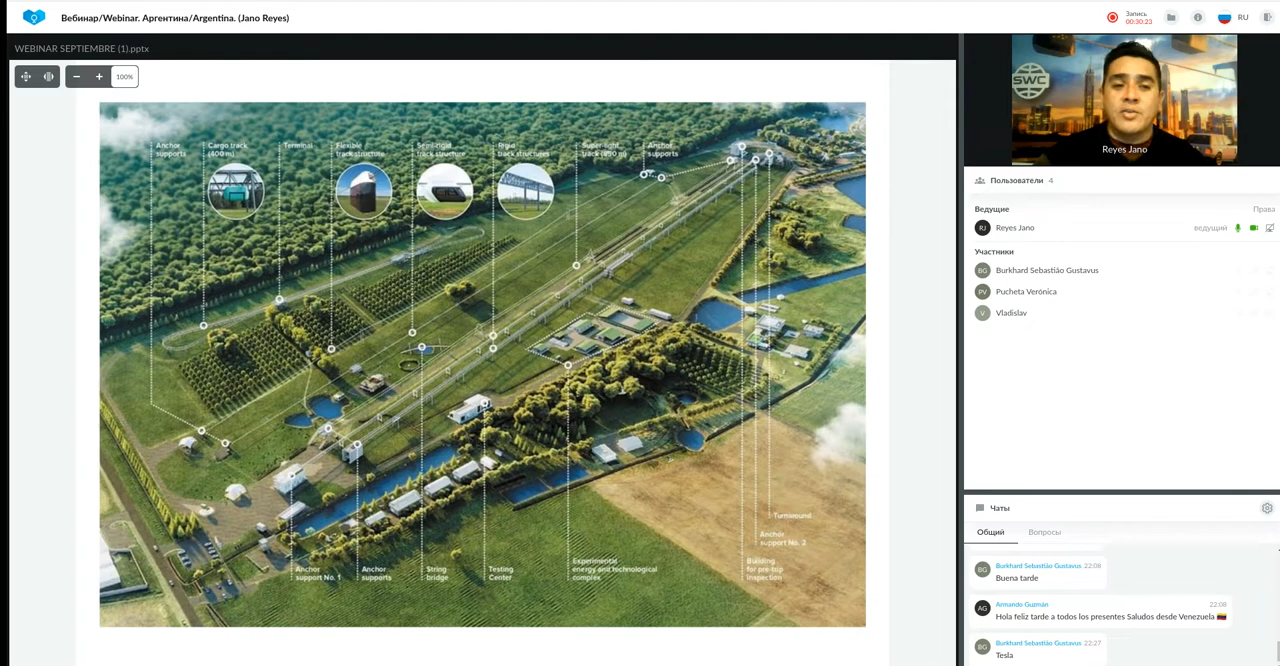 Вебинар/Webinar. Аргентина/Argentina. (Jano Reyes)
Запись
00:30:23
RU
WEBINAR SEPTIEMBRE (1).pptx
100%
Anchor
supports
Cargo track
(400 m)
Terminal
Flexible
track structure
Semi-rigid
track structure
Rigid
track structures
Super-light
track (850 m)
Anchor
supports
Turnround
Anchor
support No. 2
Building
for pre-trip
inspection
Experimental
energy and technological
complex
Testing
Center
String
bridge
Anchor
supports
Anchor
support No. 1
SWC
Reyes Jano
Пользователи 4
Ведущие
Права
RJ
Reyes Jano
ведущий
Участники
BG
Burkhard Sebastião Gustavus
PV
Pucheta Verónica
V
Vladislav
Чаты
Общий
Вопросы
BG
Burkhard Sebastião Gustavus 22:08
Buena tarde
AG
Armando Guzmán 22:08
Hola feliz tarde a todos los presentes Saludos desde Venezuela 🇻🇪
BG
Burkhard Sebastião Gustavus 22:27
Tesla